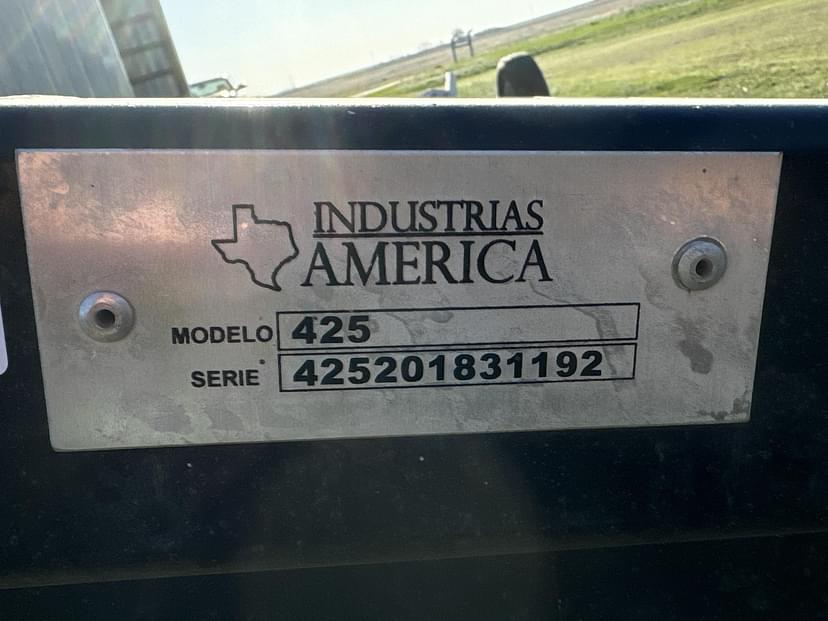 INDUSTRIAS
AMERICA
MODELO 425
SERIE 425201831192